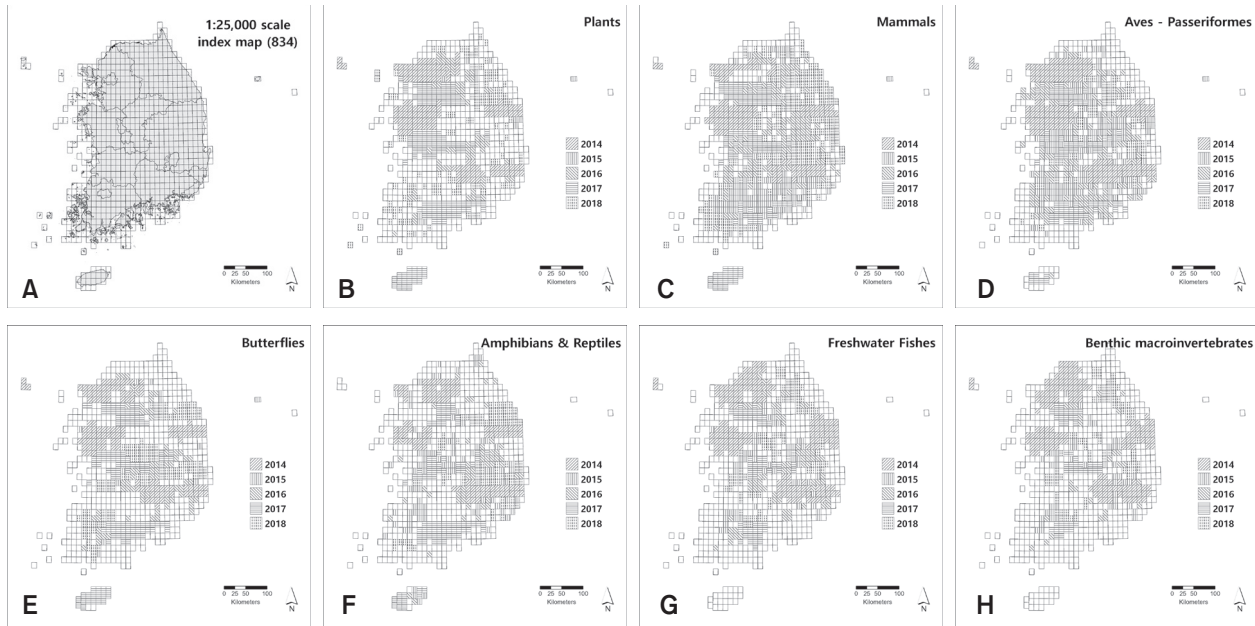 1:25,000 scale
index map (834)
0 25 50 100
Kilometers
N
A
Plants
2014
2015
2016
2017
2018
0 25 50 100
Kilometers
N
B
Mammals
2014
2015
2016
2017
2018
0 25 50 100
Kilometers
N
C
Aves - Passeriformes
2014
2015
2016
2017
2018
0 25 50 100
Kilometers
N
D
Butterflies
2014
2015
2016
2017
2018
0 25 50 100
Kilometers
N
E
Amphibians & Reptiles
2014
2015
2016
2017
2018
0 25 50 100
Kilometers
N
F
Freshwater Fishes
2014
2015
2016
2017
2018
0 25 50 100
Kilometers
N
G
Benthic macroinvertebrates
2014
2015
2016
2017
2018
0 25 50 100
Kilometers
N
H